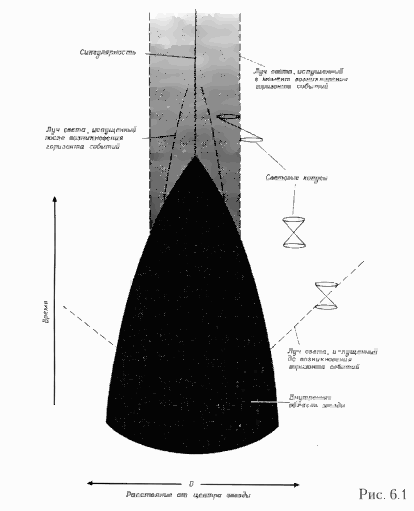 Сингулярность
Луч света, испущенный
в момент возникновения
горизонта событий
Луч света, испущенный
после возникновения
горизонта событий
Световые конусы
Время
Луч света, испущенный
до возникновения
горизонта событий
Внутренняя
область звезды
0
Расстояние от центра звезды
Рис. 6.1